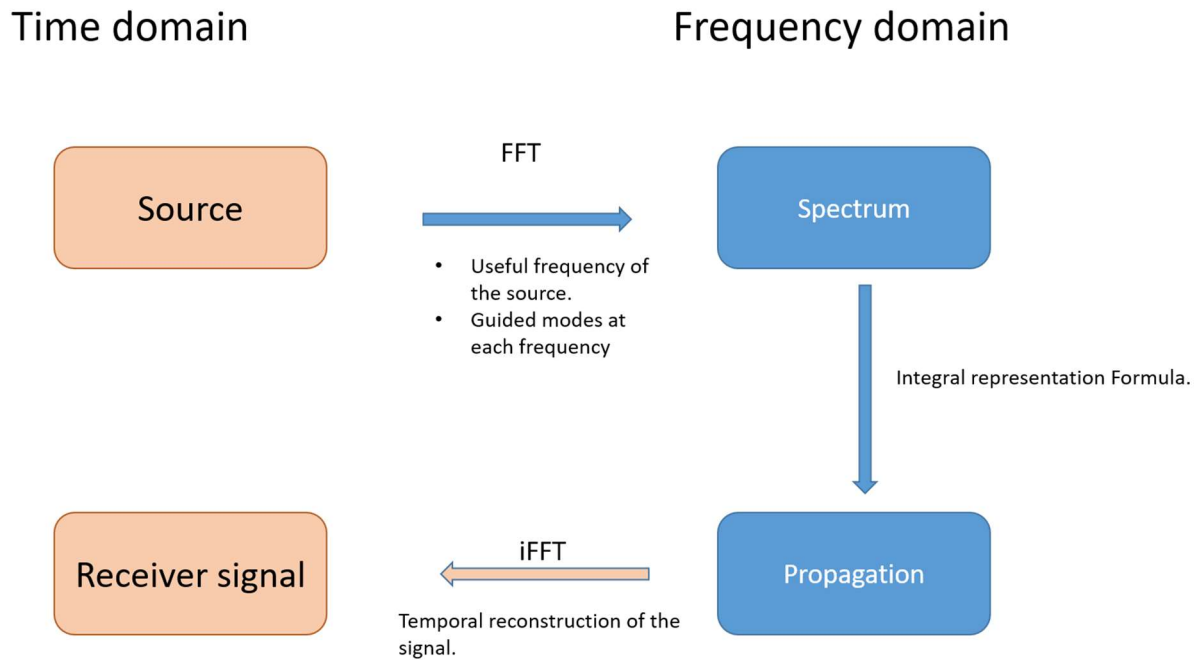 Time domain
Frequency domain
FFT
Source
Spectrum
• Useful frequency of
the source.
• Guided modes at
each frequency
Integral representation Formula.
iFFT
Receiver signal
Propagation
Temporal reconstruction of the
signal.